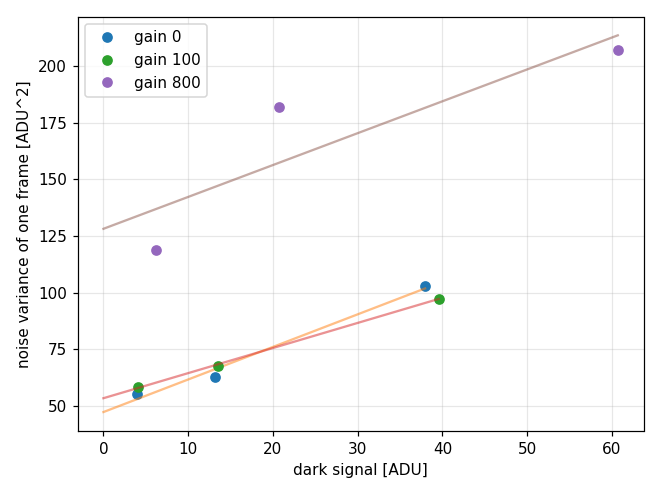 gain 0
gain 100
gain 800
noise variance of one frame [ADU^2]
200
175
150
125
100
75
50
0 10 20 30 40 50 60
dark signal [ADU]